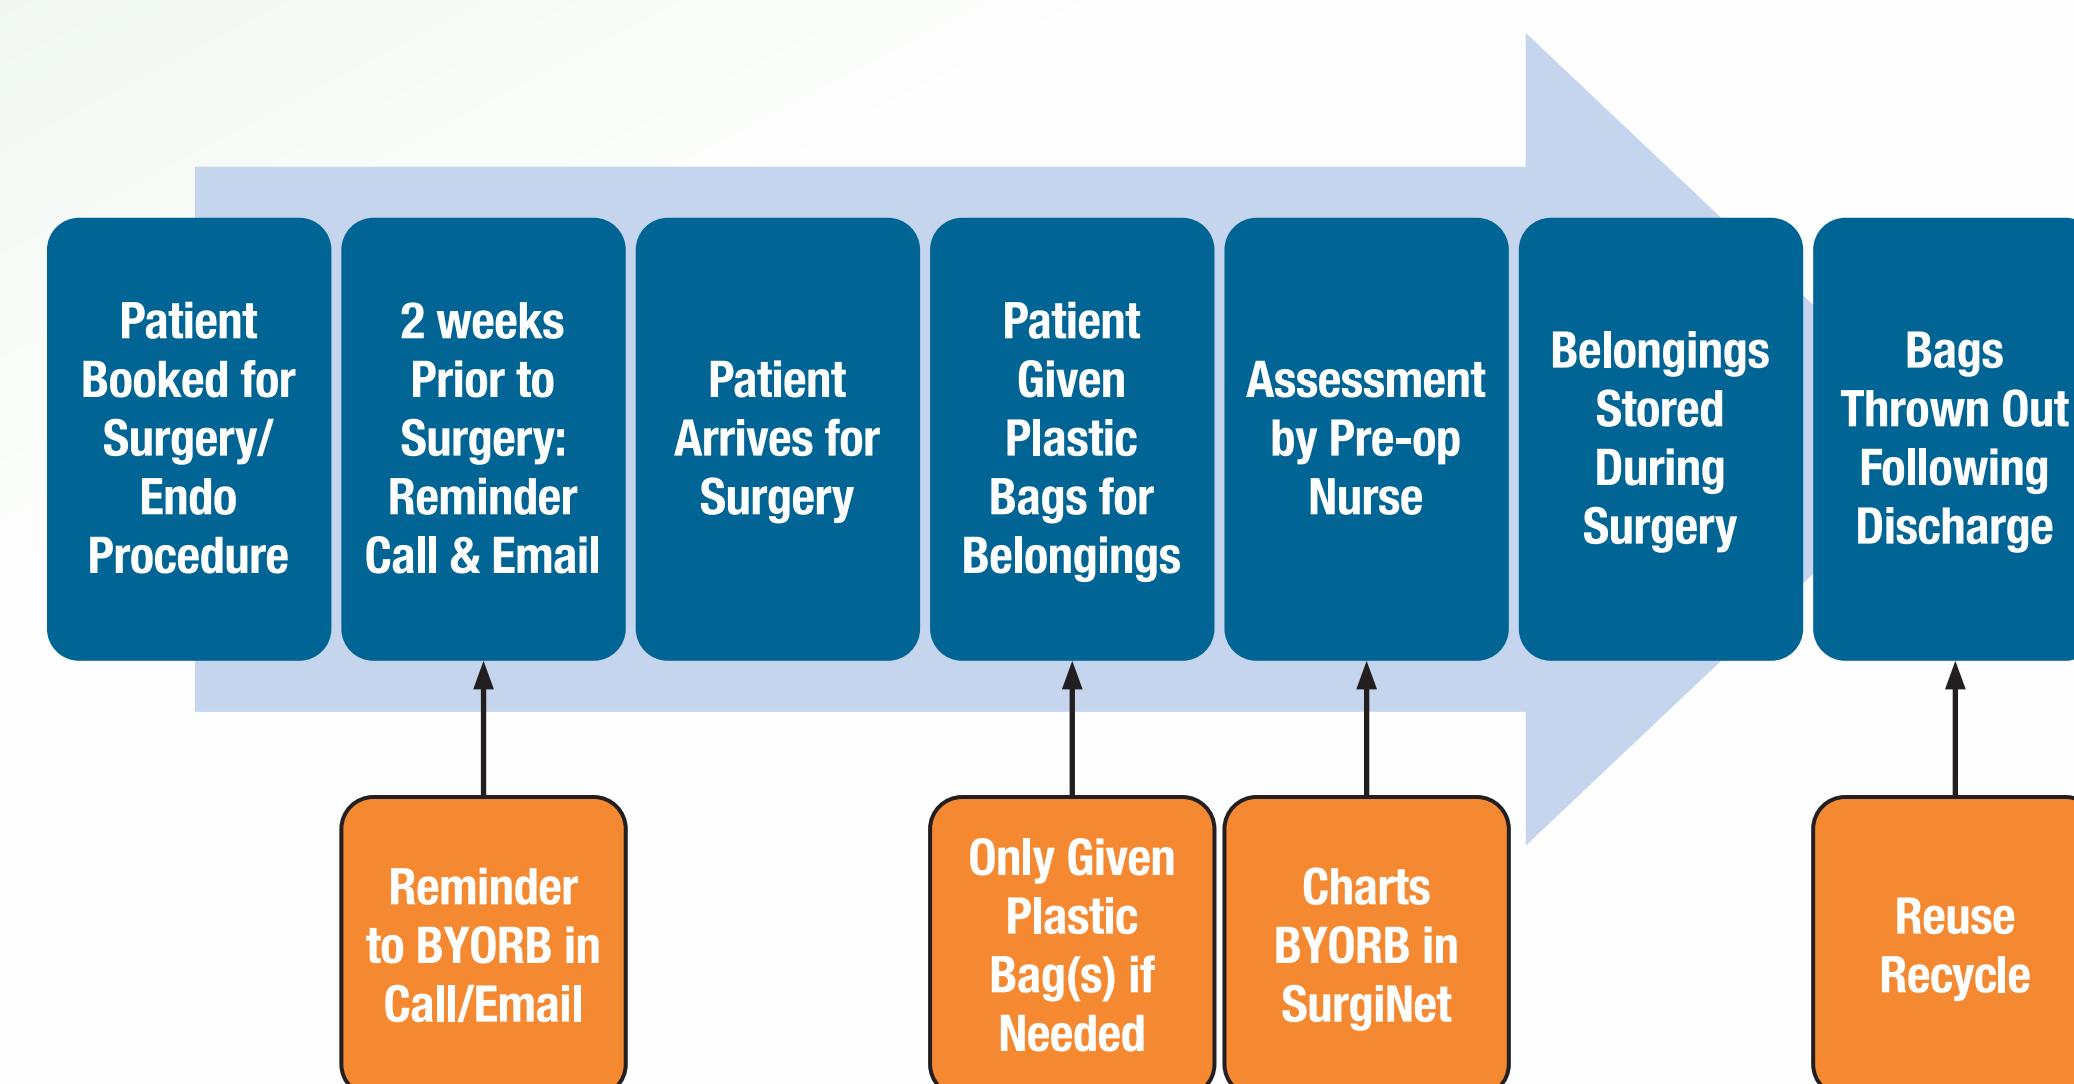 Patient
Booked for
Surgery/
Endo
Procedure
2 weeks
Prior to
Surgery:
Reminder
Call & Email
Patient
Arrives for
Surgery
Patient
Given
Plastic
Bags for
Belongings
Assessment
by Pre-op
Nurse
Belongings
Stored
During
Surgery
Bags
Thrown Out
Following
Discharge
Reminder
to BYORB in
Call/Email
Only Given
Plastic
Bag(s) if
Needed
Charts
BYORB in
SurgiNet
Reuse
Recycle